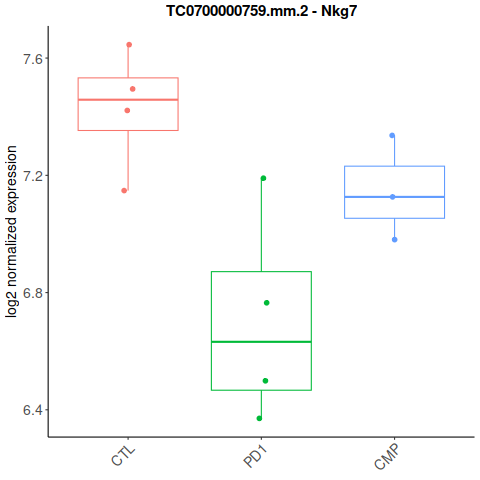 TC0700000759.mm.2 - Nkg7
log2 normalized expression
7.6
7.2
6.8
6.4
CTL
PD1
CMP